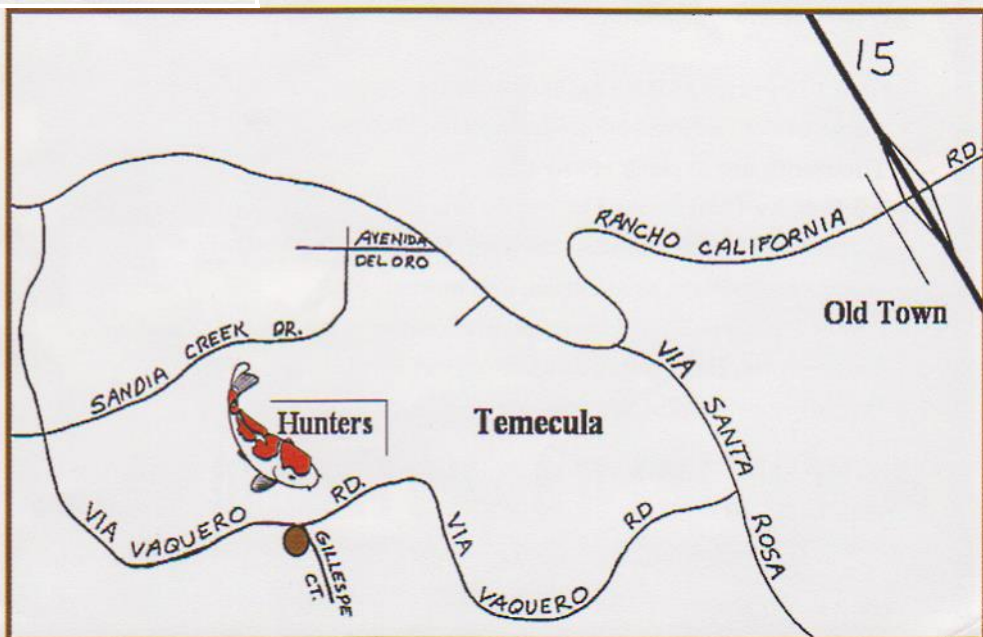 15
RANCHO CALIFORNIA RD.
AVENIDA
DEL ORO
Old Town
SANDIA CREEK DR.
VIA SANTA ROSA
Hunters
Temecula
VIA VAQUERO RD.
VIA VAQUERO RD
GILLESPE
CT.